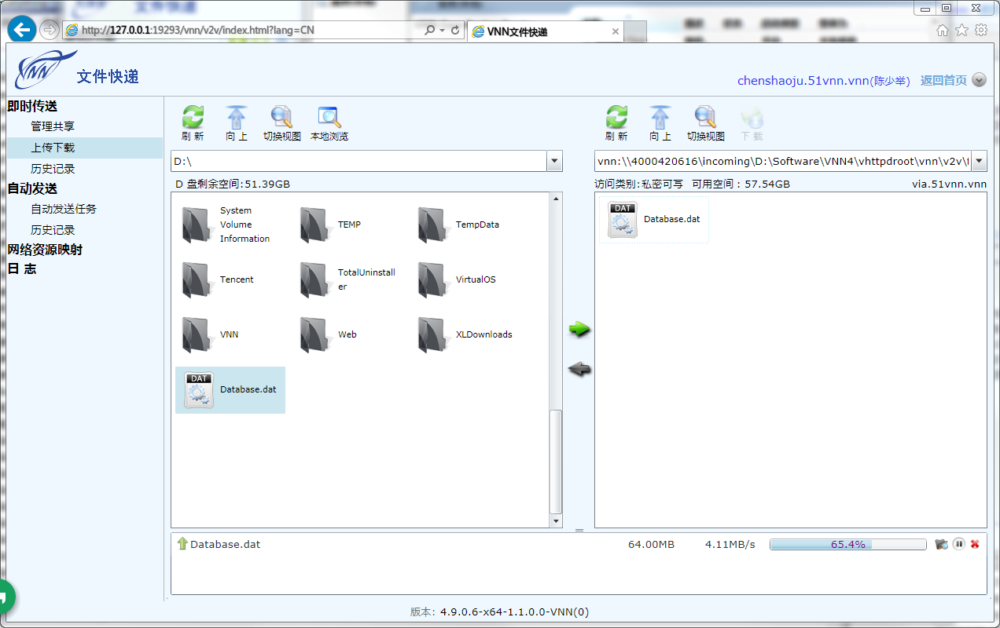 http://127.0.0.1:19293/vnn/v2v/index.html?lang=CN
VNN文件快递
VNN 文件快递
chenshaoju.51vnn.vnn(陈少举) 返回首页
即时传送
管理共享
上传下载
历史记录
自动发送
自动发送任务
历史记录
网络资源映射
日 志
刷 新 向 上 切换视图 本地浏览
刷 新 向 上 切换视图 下 载
D:\
vnn:\\4000420616\incoming\D:\Software\VNN4\vhttpdroot\vnn\v2v\
D 盘剩余空间:51.39GB
访问类别:私密可写 可用空间：57.54GB via.51vnn.vnn
System
Volume
Information
TEMP
TempData
Tencent
TotalUninstall
er
VirtualOS
VNN
Web
XLDownloads
DAT
Database.dat
DAT
Database.dat
Database.dat 64.00MB 4.11MB/s 65.4%
版本: 4.9.0.6-x64-1.1.0.0-VNN(0)